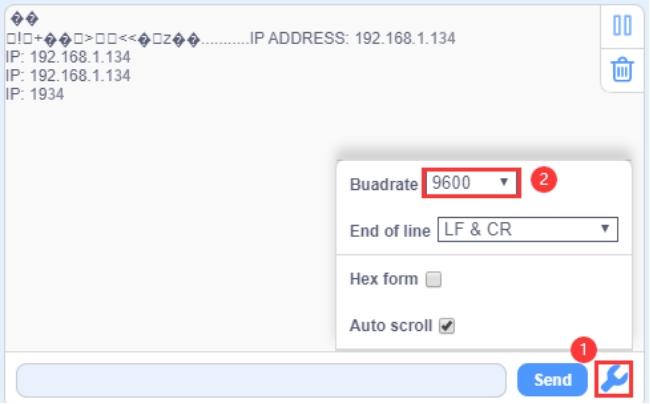 ��
□!□+��□>□□<<�□z��...........IP ADDRESS: 192.168.1.134
IP: 192.168.1.134
IP: 192.168.1.134
IP: 1934
Buadrate 9600 2
End of line LF & CR
Hex form
Auto scroll
1
Send